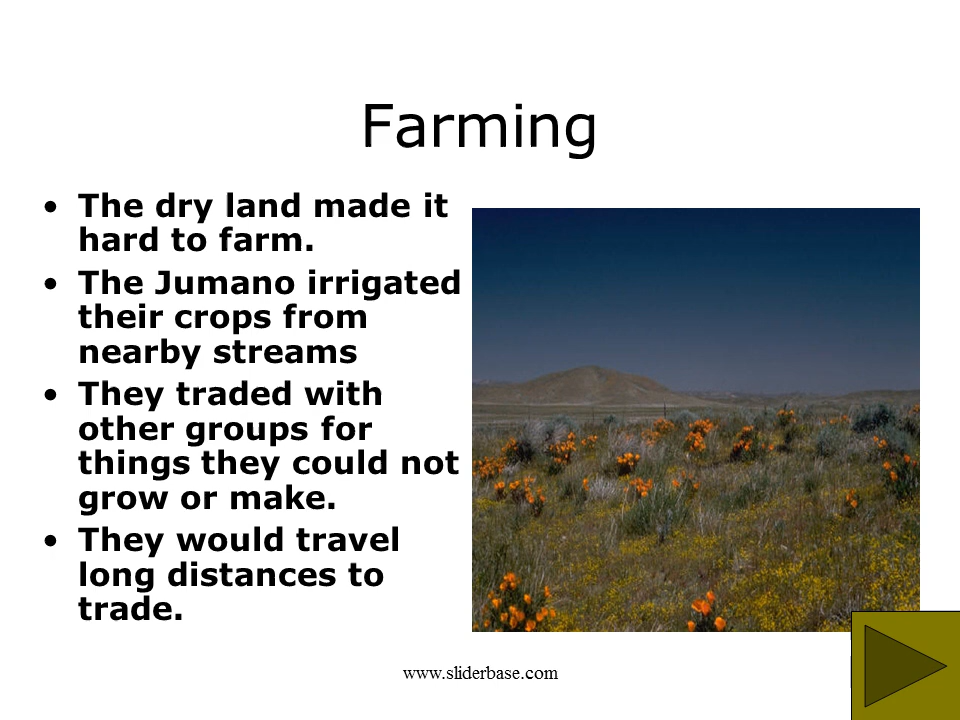 Farming
• The dry land made it
hard to farm.
• The Jumano irrigated
their crops from
nearby streams
• They traded with
other groups for
things they could not
grow or make.
• They would travel
long distances to
trade.
www.sliderbase.com